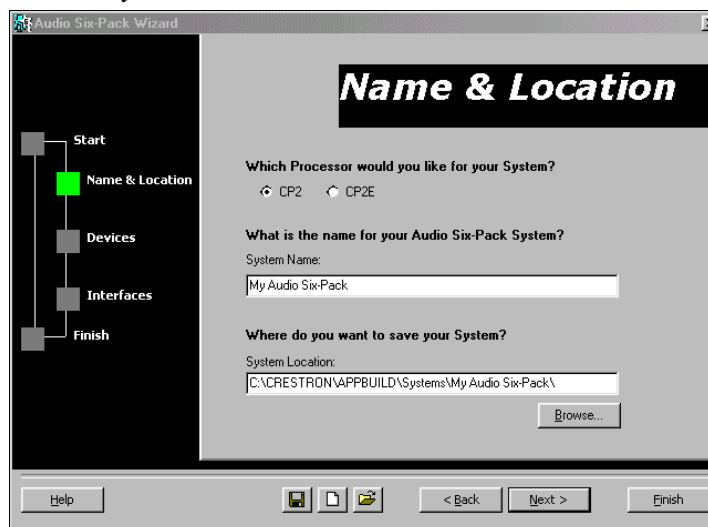 Audio Six-Pack Wizard
Name & Location
Start
Name & Location
Devices
Interfaces
Finish
Which Processor would you like for your System?
CP2 CP2E
What is the name for your Audio Six-Pack System?
System Name:
My Audio Six-Pack
Where do you want to save your System?
System Location:
C:\CRESTRON\APPBUILD\Systems\My Audio Six-Pack\
Browse...
Help < Back Next > Finish